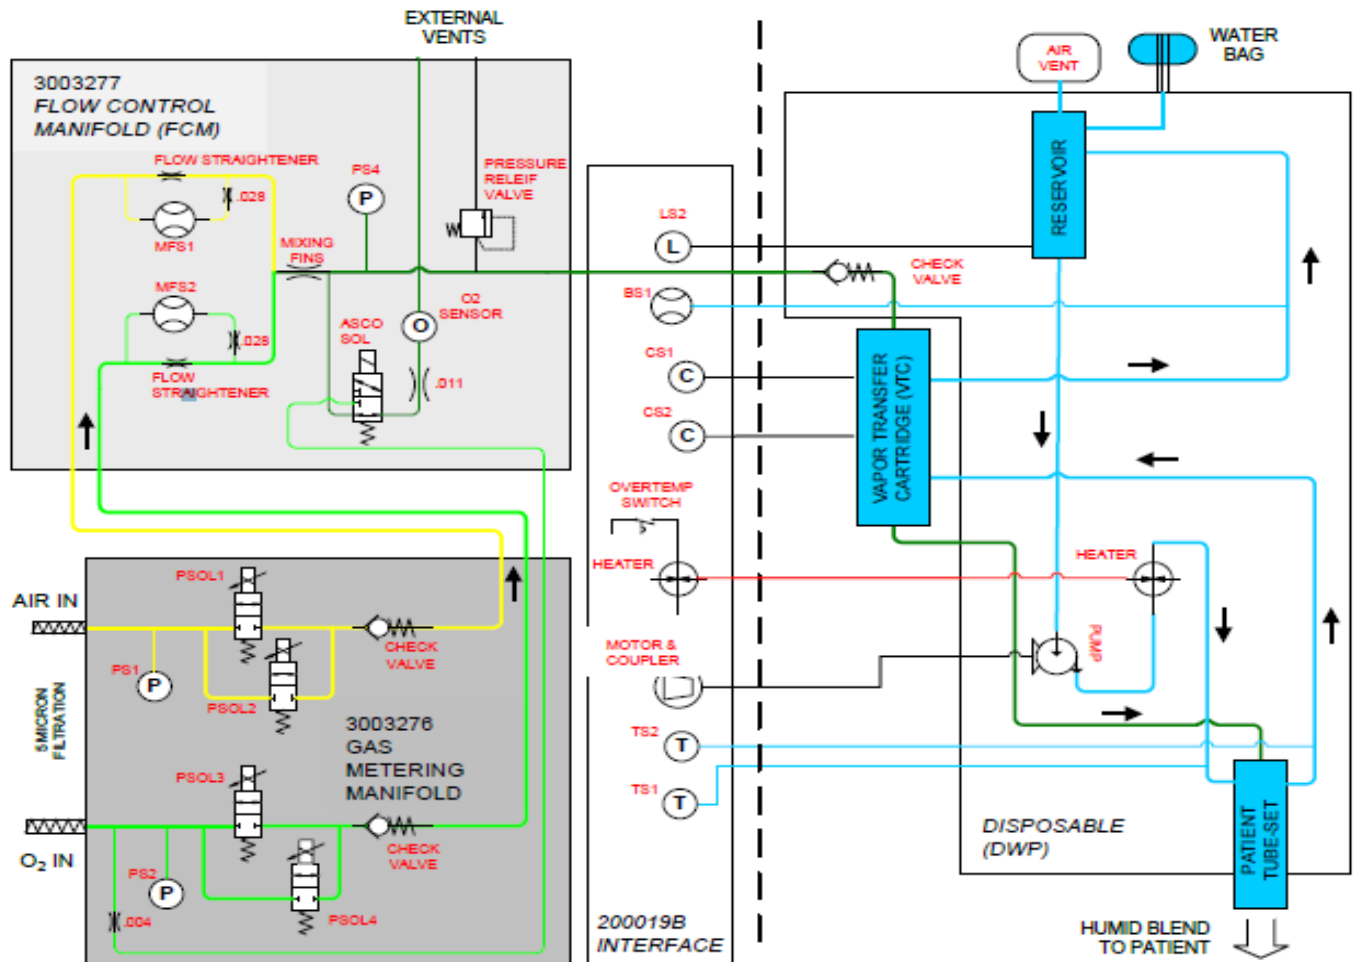 EXTERNAL
VENTS
3003277
FLOW CONTROL
MANIFOLD (FCM)
FLOW STRAIGHTENER
.028
MFS1
MFS2
.028
FLOW
STRAIGHTENER
MIXING
FINS
PS4
P
PRESSURE
RELEIF
VALVE
O2
SENSOR
O
ASCO
SOL
.011
AIR IN
5 MICRON
FILTRATION
O2 IN
PSOL1
PS1
P
PSOL2
CHECK
VALVE
3003276
GAS
METERING
MANIFOLD
PSOL3
PS2
P
PSOL4
CHECK
VALVE
.004
LS2
L
BS1
CS1
C
CS2
C
OVERTEMP
SWITCH
HEATER
MOTOR &
COUPLER
TS2
T
TS1
T
200019B
INTERFACE
AIR
VENT
WATER
BAG
RESERVOIR
CHECK
VALVE
VAPOR TRANSFER
CARTRIDGE (VTC)
HEATER
PUMP
DISPOSABLE
(DWP)
PATIENT
TUBE-SET
HUMID BLEND
TO PATIENT